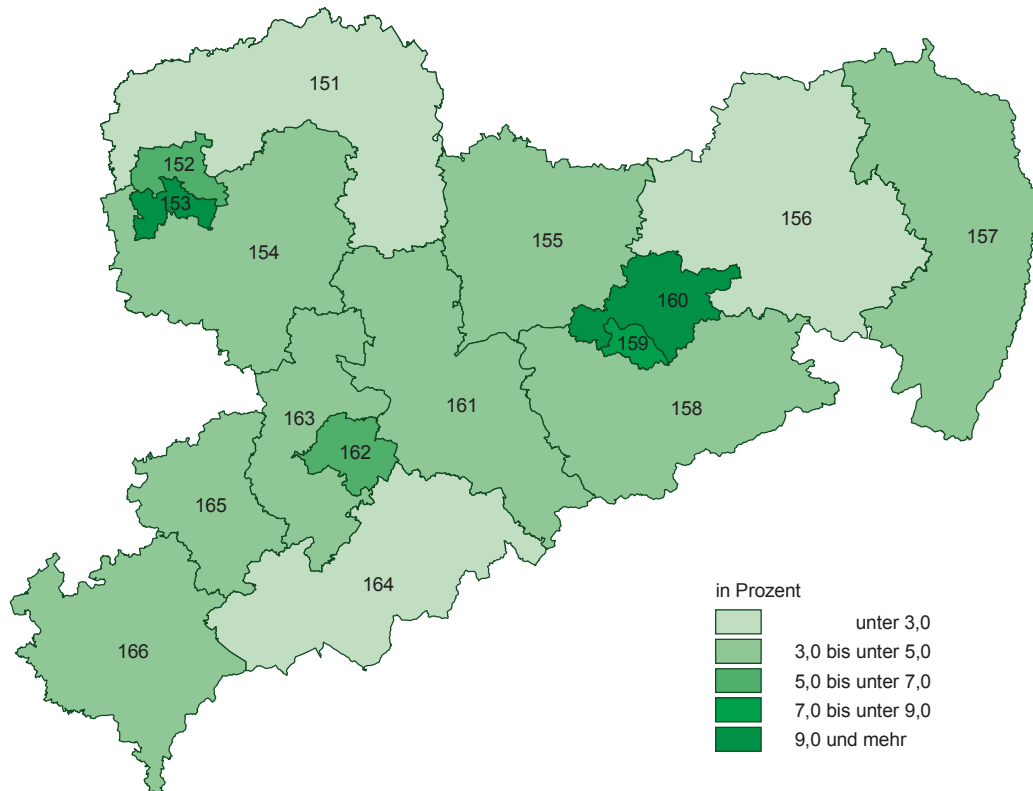 151
152
153
154
155
156
157
160
159
158
161
163
162
165
164
166
in Prozent
unter 3,0
3,0 bis unter 5,0
5,0 bis unter 7,0
7,0 bis unter 9,0
9,0 und mehr